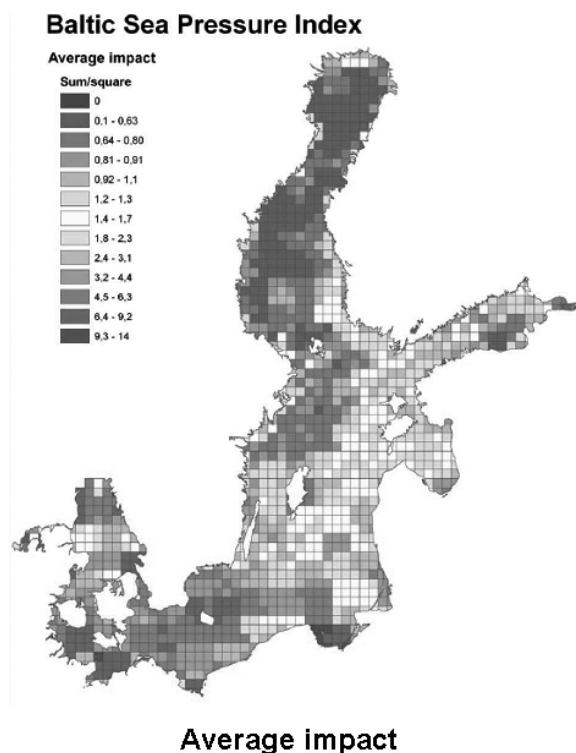 Baltic Sea Pressure Index
Average impact
Sum/square
0
0,1 - 0,63
0,64 - 0,80
0,81 - 0,91
0,92 - 1,1
1,2 - 1,3
1,4 - 1,7
1,8 - 2,3
2,4 - 3,1
3,2 - 4,4
4,5 - 6,3
6,4 - 9,2
9,3 - 14
Average impact